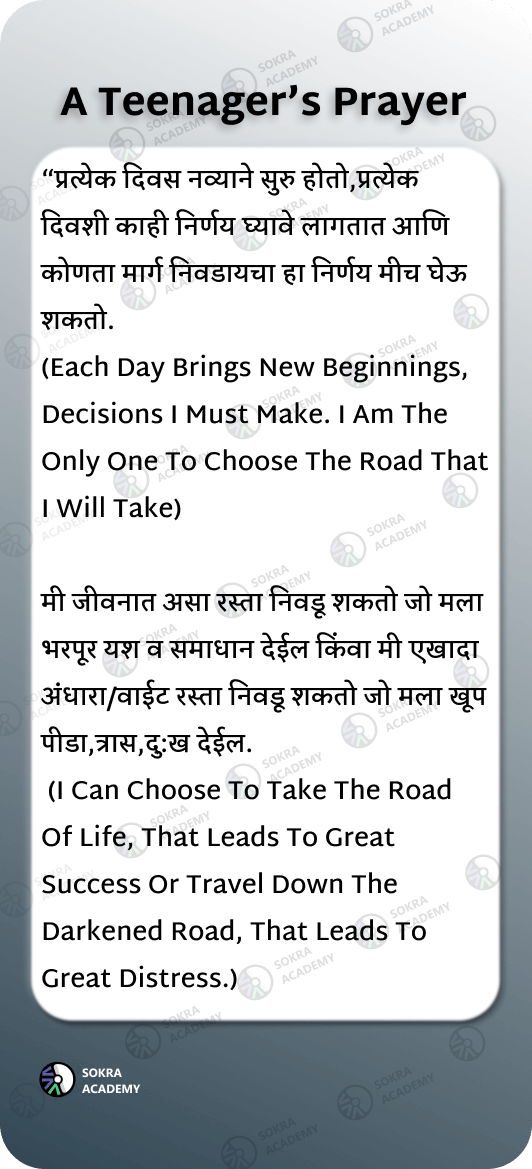 A Teenager’s Prayer
“प्रत्येक दिवस नव्याने सुरु होतो,प्रत्येक
दिवशी काही निर्णय घ्यावे लागतात आणि
कोणता मार्ग निवडायचा हा निर्णय मीच घेऊ
शकतो.
(Each Day Brings New Beginnings,
Decisions I Must Make. I Am The
Only One To Choose The Road That
I Will Take)
मी जीवनात असा रस्ता निवडू शकतो जो मला
भरपूर यश व समाधान देईल किंवा मी एखादा
अंधारा/वाईट रस्ता निवडू शकतो जो मला खूप
पीडा,त्रास,दु:ख देईल.
(I Can Choose To Take The Road
Of Life, That Leads To Great
Success Or Travel Down The
Darkened Road, That Leads To
Great Distress.)
SOKRA
ACADEMY